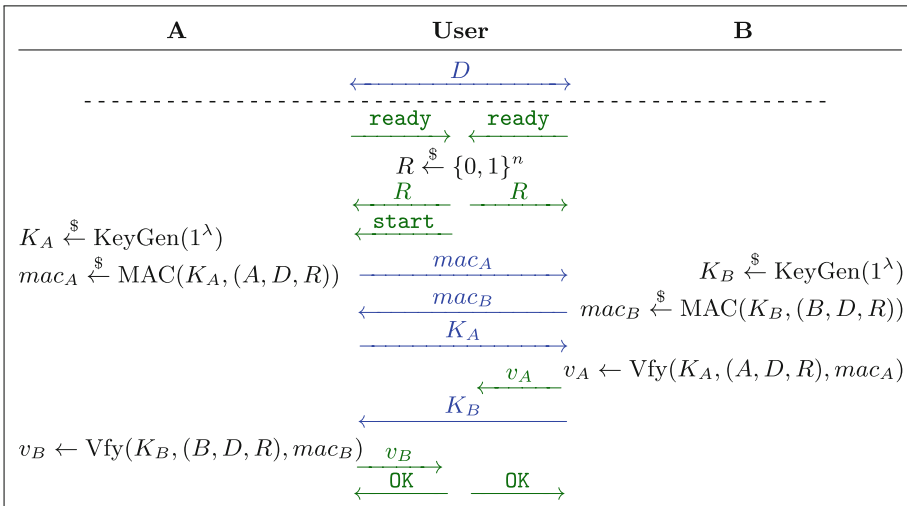 A User B
D
ready ready
R ←$ {0, 1}^n
R R
start
K_A ←$ KeyGen(1^λ)
mac_A ←$ MAC(K_A, (A, D, R)) mac_A K_B ←$ KeyGen(1^λ)
mac_B mac_B ←$ MAC(K_B, (B, D, R))
K_A
v_A v_A ← Vfy(K_A, (A, D, R), mac_A)
K_B
v_B ← Vfy(K_B, (B, D, R), mac_B) v_B
OK OK